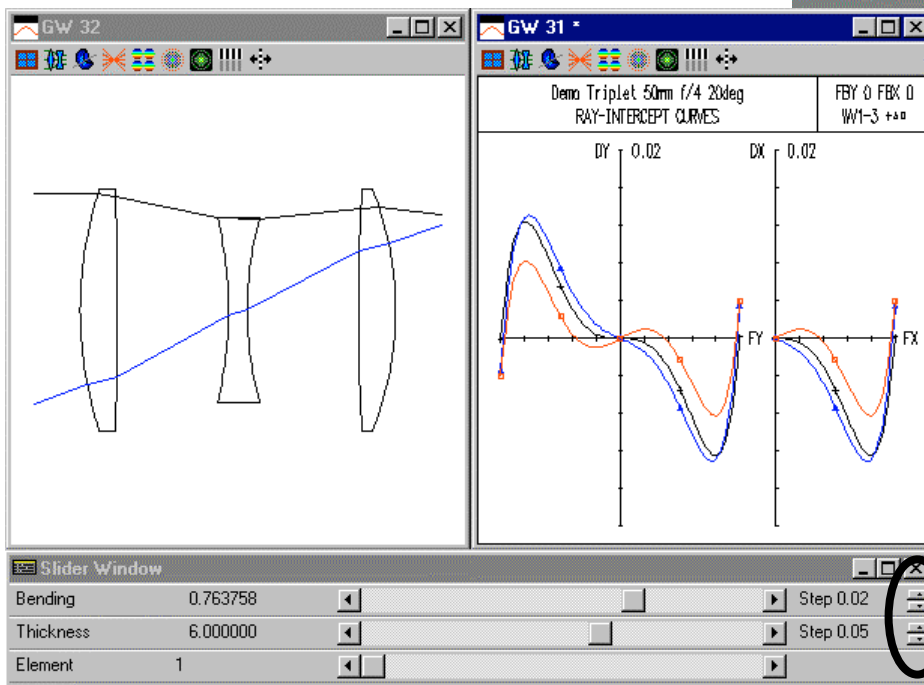 GW 32
GW 31 *
Demo Triplet 50mm f/4 20deg
RAY-INTERCEPT CURVES
FBY 0 FBX 0
WV1-3
DY 0.02
DX 0.02
FY
FX
Slider Window
Bending 0.763758 Step 0.02
Thickness 6.000000 Step 0.05
Element 1